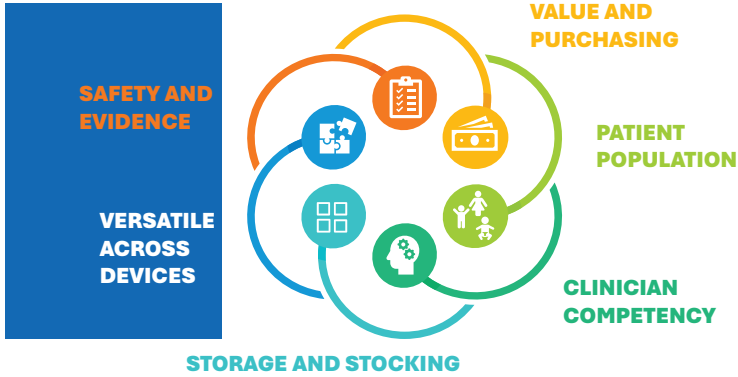 VALUE AND
PURCHASING
SAFETY AND
EVIDENCE
PATIENT
POPULATION
VERSATILE
ACROSS
DEVICES
CLINICIAN
COMPETENCY
STORAGE AND STOCKING